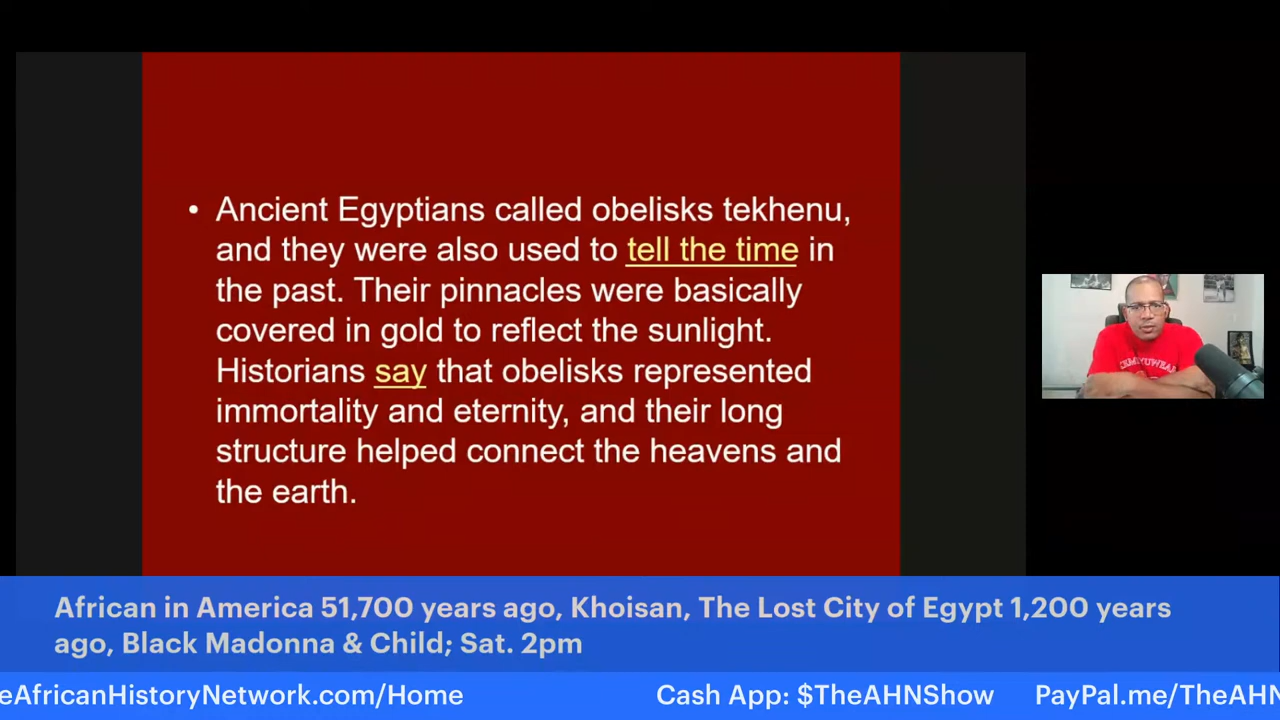 • Ancient Egyptians called obelisks tekhenu,
and they were also used to tell the time in
the past. Their pinnacles were basically
covered in gold to reflect the sunlight.
Historians say that obelisks represented
immortality and eternity, and their long
structure helped connect the heavens and
the earth.
African in America 51,700 years ago, Khoisan, The Lost City of Egypt 1,200 years
ago, Black Madonna & Child; Sat. 2pm
eAfricanHistoryNetwork.com/Home Cash App: $TheAHNShow PayPal.me/TheAHN